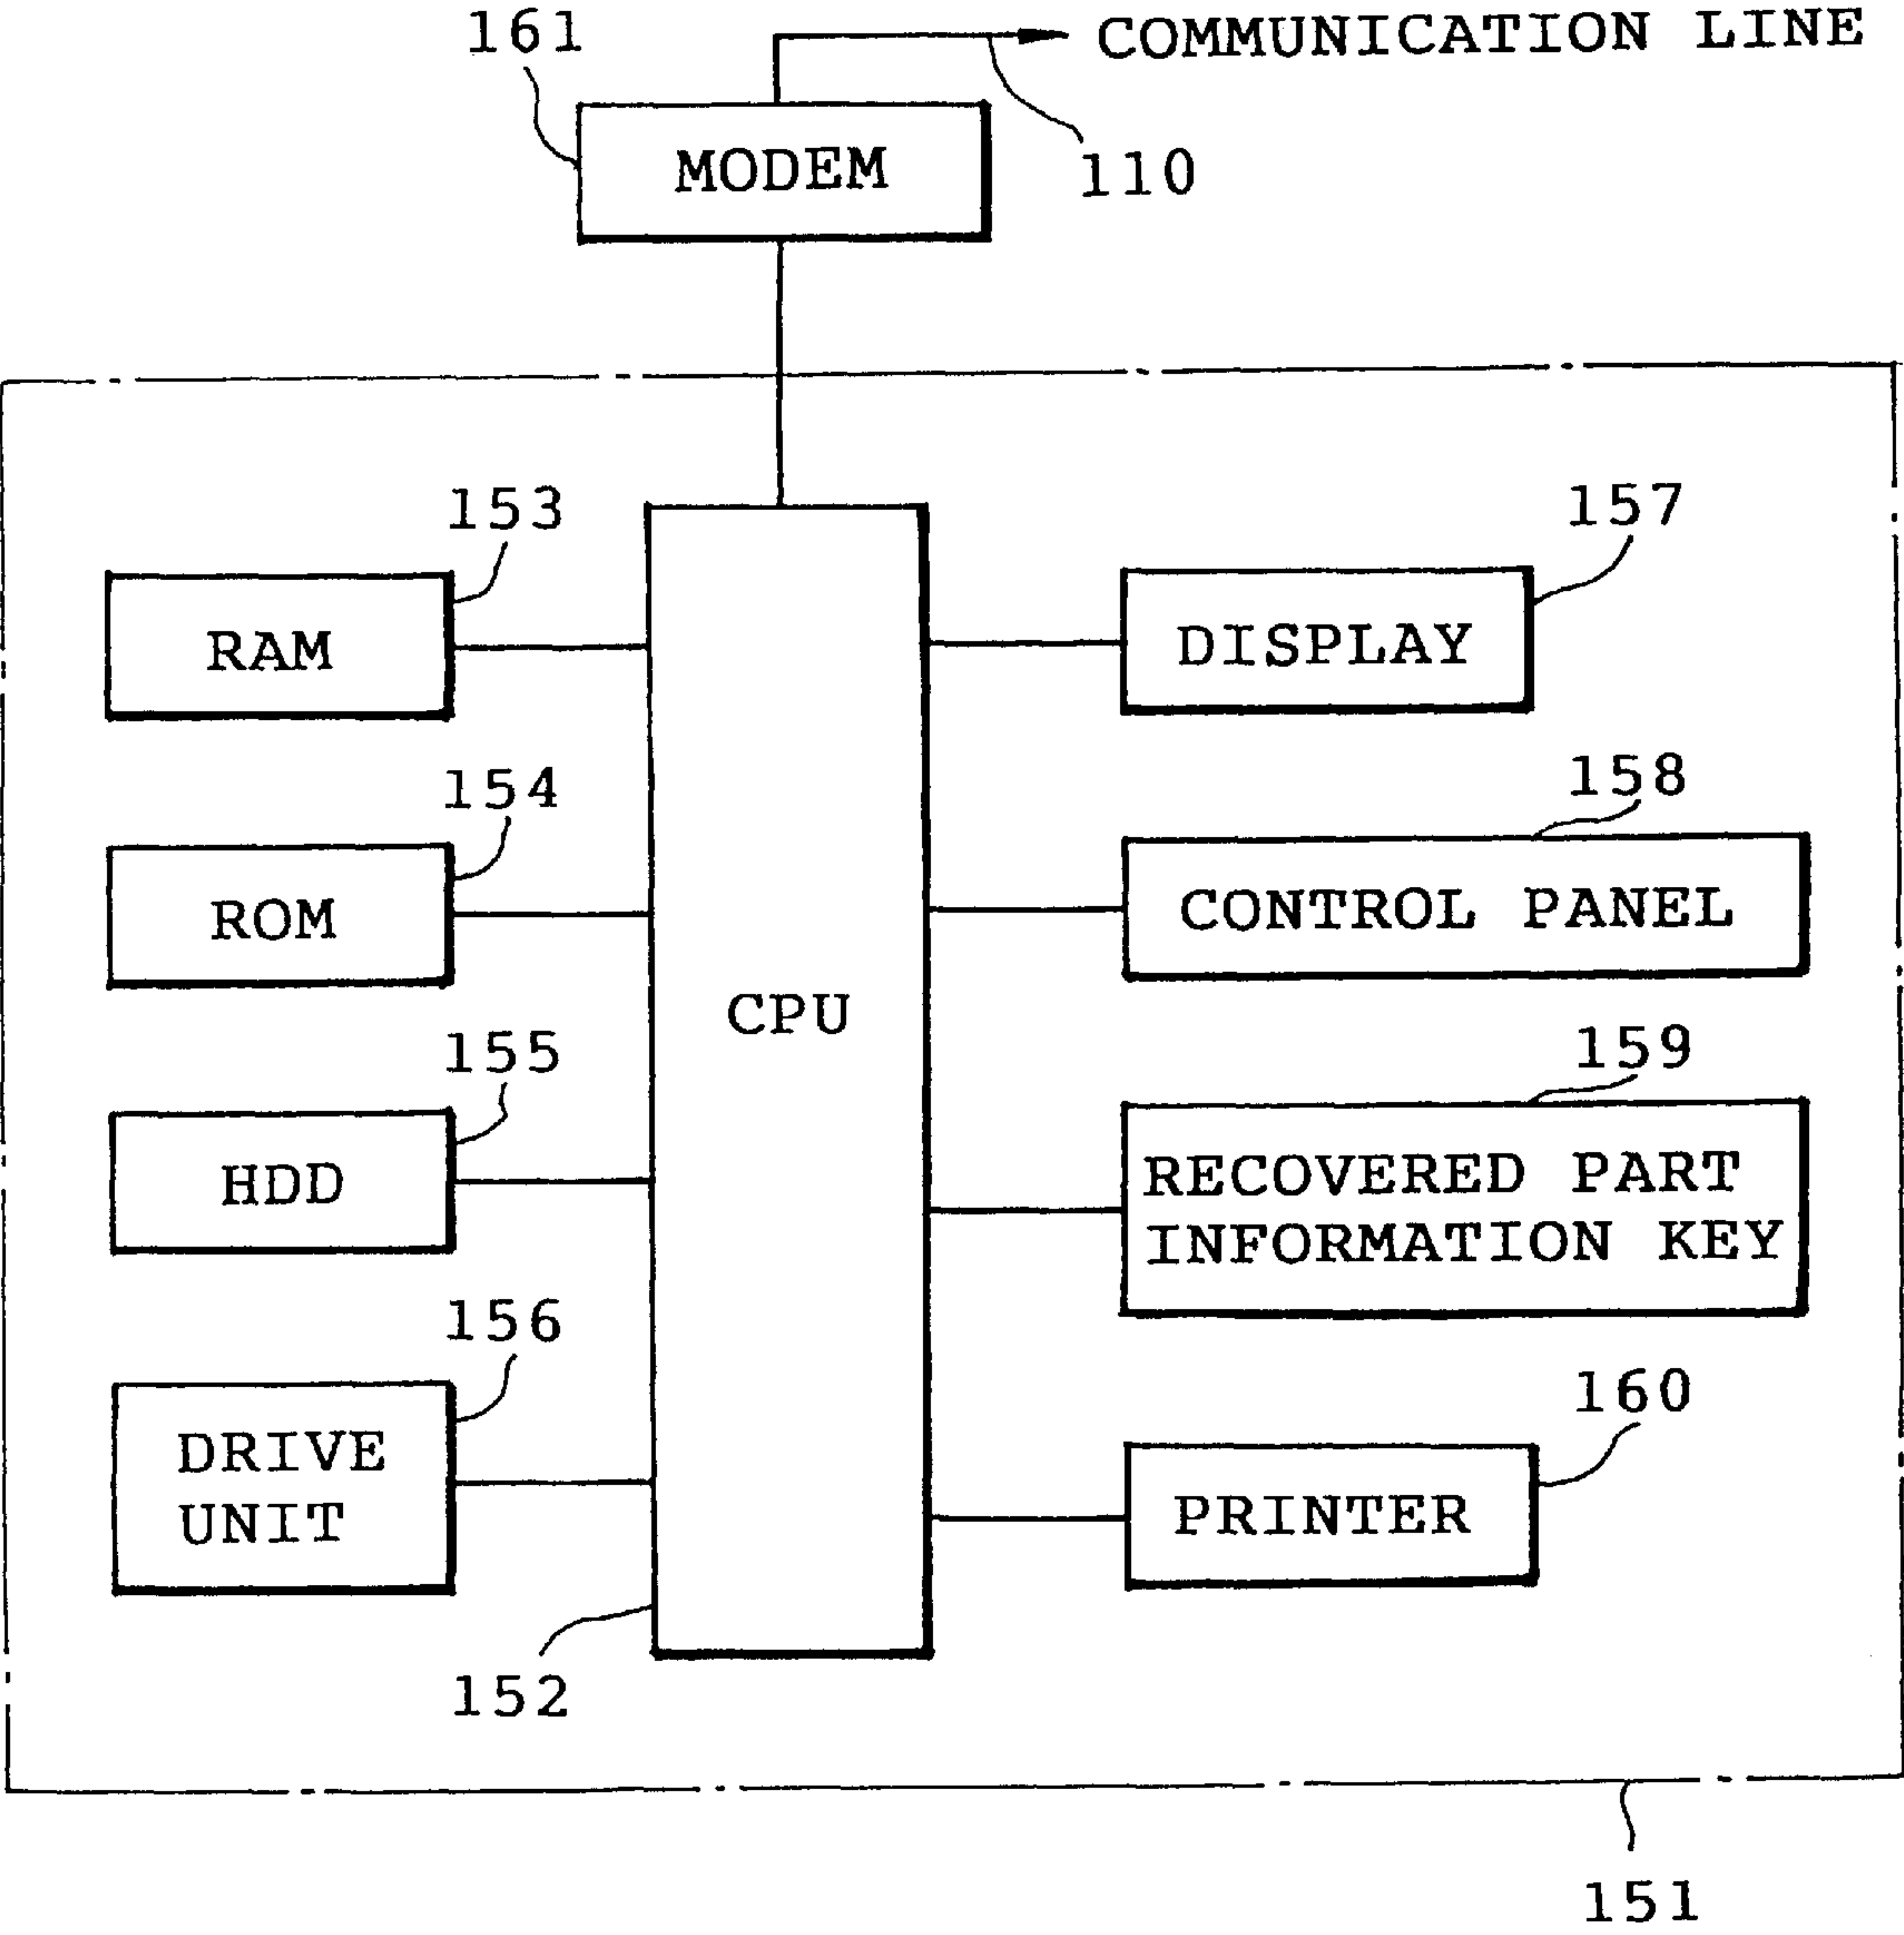 161
COMMUNICATION LINE
MODEM
110
153
157
RAM
DISPLAY
154
158
ROM
CONTROL PANEL
CPU
155
159
HDD
RECOVERED PART
INFORMATION KEY
156
160
DRIVE
UNIT
PRINTER
152
151